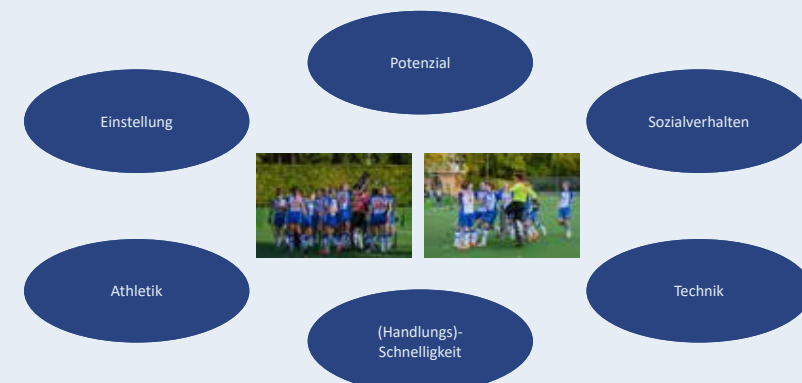 Potenzial
Einstellung
Sozialverhalten
Athletik
Technik
(Handlungs)-
Schnelligkeit